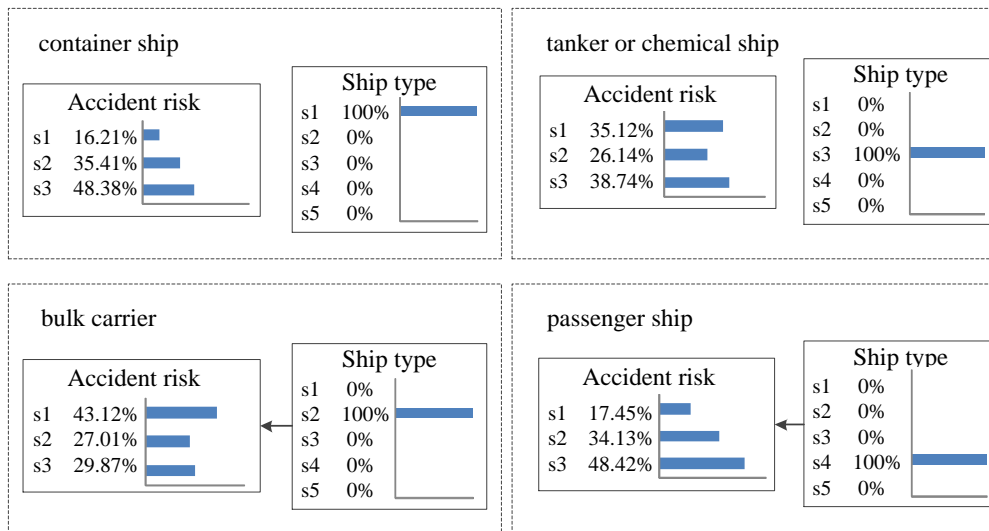 container ship
Accident risk
s1 16.21%
s2 35.41%
s3 48.38%
Ship type
s1 100%
s2 0%
s3 0%
s4 0%
s5 0%
tanker or chemical ship
Accident risk
s1 35.12%
s2 26.14%
s3 38.74%
Ship type
s1 0%
s2 0%
s3 100%
s4 0%
s5 0%
bulk carrier
Accident risk
s1 43.12%
s2 27.01%
s3 29.87%
Ship type
s1 0%
s2 100%
s3 0%
s4 0%
s5 0%
passenger ship
Accident risk
s1 17.45%
s2 34.13%
s3 48.42%
Ship type
s1 0%
s2 0%
s3 0%
s4 100%
s5 0%